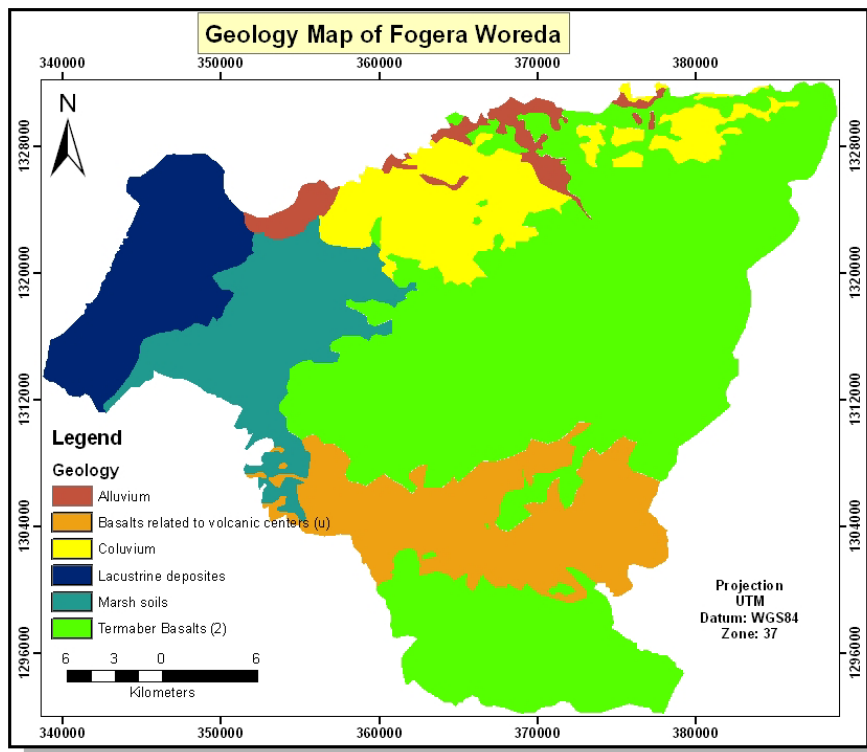 Geology Map of Fogera Woreda
340000 350000 360000 370000 380000
N
1328000 1328000
1320000 1320000
1312000 1312000
Legend
Geology
Alluvium
Basalts related to volcanic centers (u)
Coluvium
Lacustrine deposites
Marsh soils
Termaber Basalts (2)
1304000 1304000
Projection
UTM
Datum: WGS84
Zone: 37
1296000 1296000
6 3 0 6
Kilometers
340000 350000 360000 370000 380000